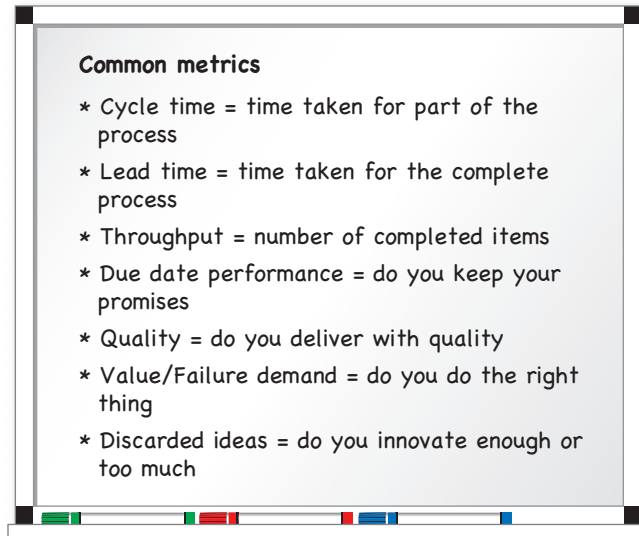 Common metrics
* Cycle time = time taken for part of the
process
* Lead time = time taken for the complete
process
* Throughput = number of completed items
* Due date performance = do you keep your
promises
* Quality = do you deliver with quality
* Value/Failure demand = do you do the right
thing
* Discarded ideas = do you innovate enough or
too much